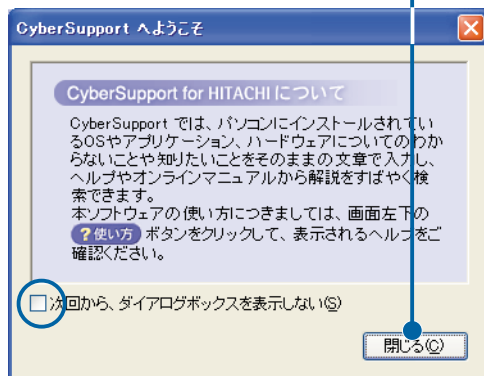 CyberSupport へようこそ
CyberSupport for HITACHI について
CyberSupport では、パソコンにインストールされてい
るOSやアプリケーション、ハードウェアについてのわか
らないことや知りたいことをそのままの文章で入力し、
ヘルプやオンラインマニュアルから解説をすばやく検
索できます。
本ソフトウェアの使い方につきましては、画面左下の
?使い方 ボタンをクリックして、表示されるヘルプをご
確認ください。
次回から、ダイアログボックスを表示しない(S)
閉じる(C)